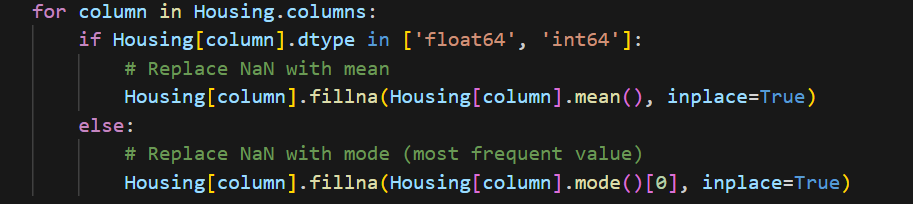 for column in Housing.columns:
    if Housing[column].dtype in ['float64', 'int64']:
        # Replace NaN with mean
        Housing[column].fillna(Housing[column].mean(), inplace=True)
    else:
        # Replace NaN with mode (most frequent value)
        Housing[column].fillna(Housing[column].mode()[0], inplace=True)